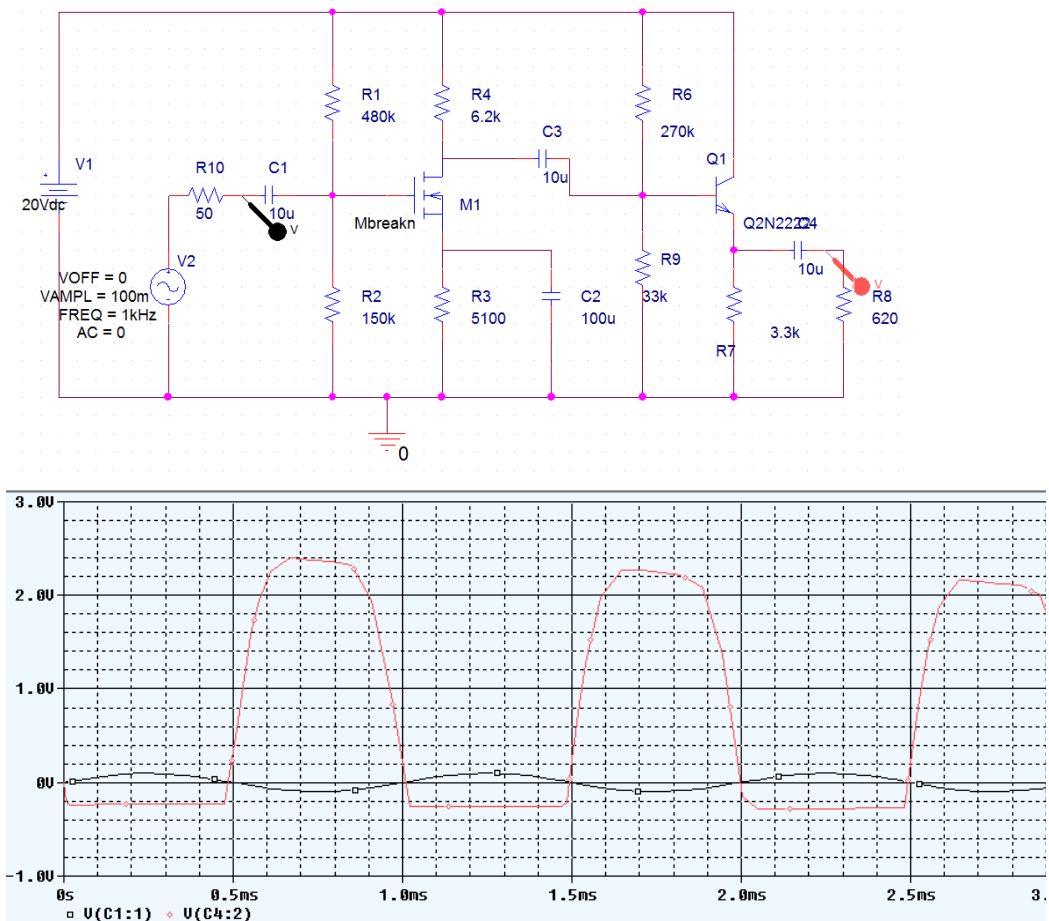 R1
480k
R4
6.2k
R6
270k
C3
10u
Q1
V1
20Vdc
R10
50
C1
10u
V
M1
Mbreakn
Q2N2222
C4
10u
V
V2
VOFF = 0
VAMPL = 100m
FREQ = 1kHz
AC = 0
R2
150k
R3
5100
C2
100u
R9
33k
R7
3.3k
R8
620
0
3.0V
2.0V
1.0V
0V
-1.0V
0s
0.5ms
1.0ms
1.5ms
2.0ms
2.5ms
3.
V(C1:1)
V(C4:2)